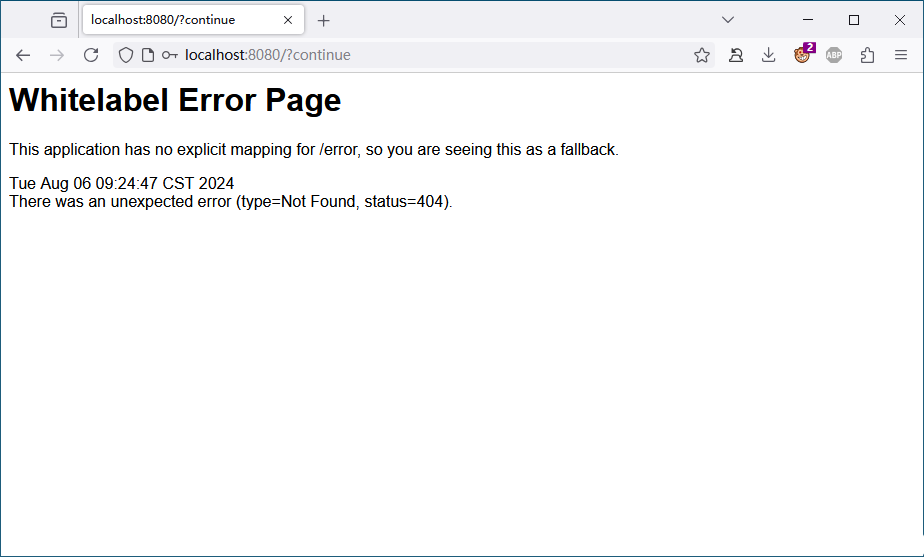 localhost:8080/?continue
localhost:8080/?continue
2
ABP
Whitelabel Error Page
This application has no explicit mapping for /error, so you are seeing this as a fallback.
Tue Aug 06 09:24:47 CST 2024
There was an unexpected error (type=Not Found, status=404).